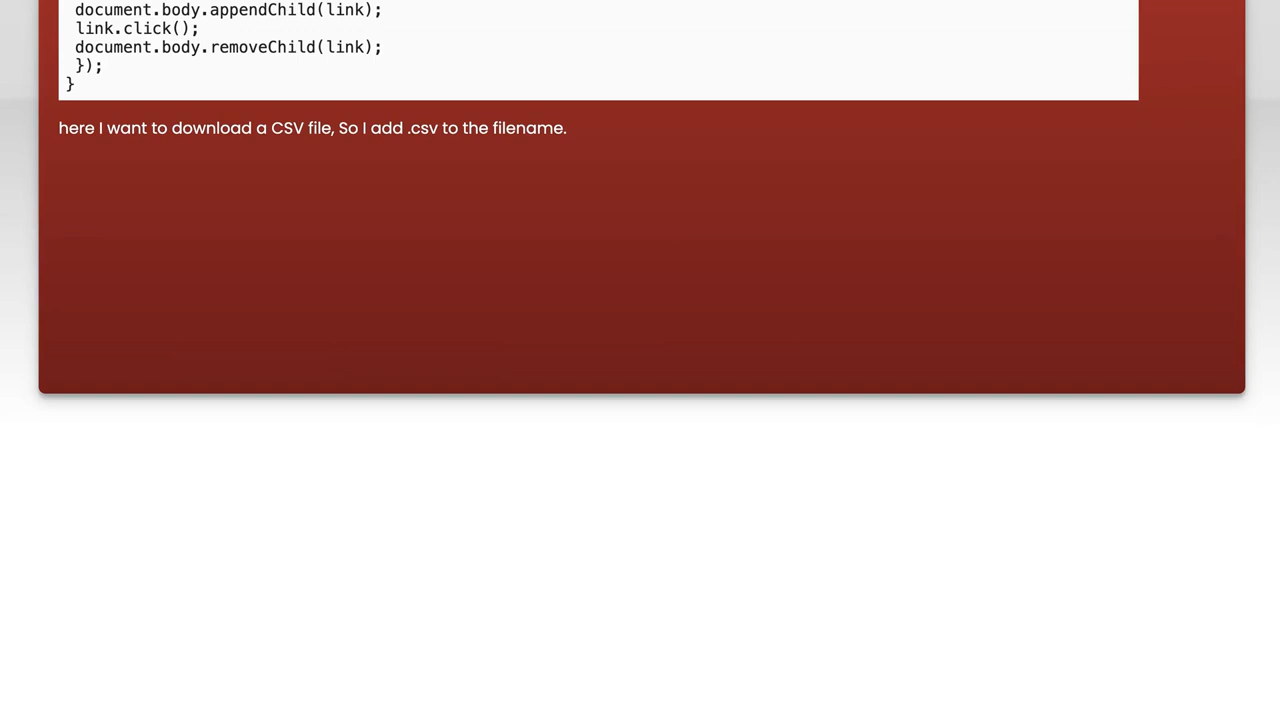 document.body.appendChild(link);
link.click();
document.body.removeChild(link);
});
}
here I want to download a CSV file, So I add .csv to the filename.